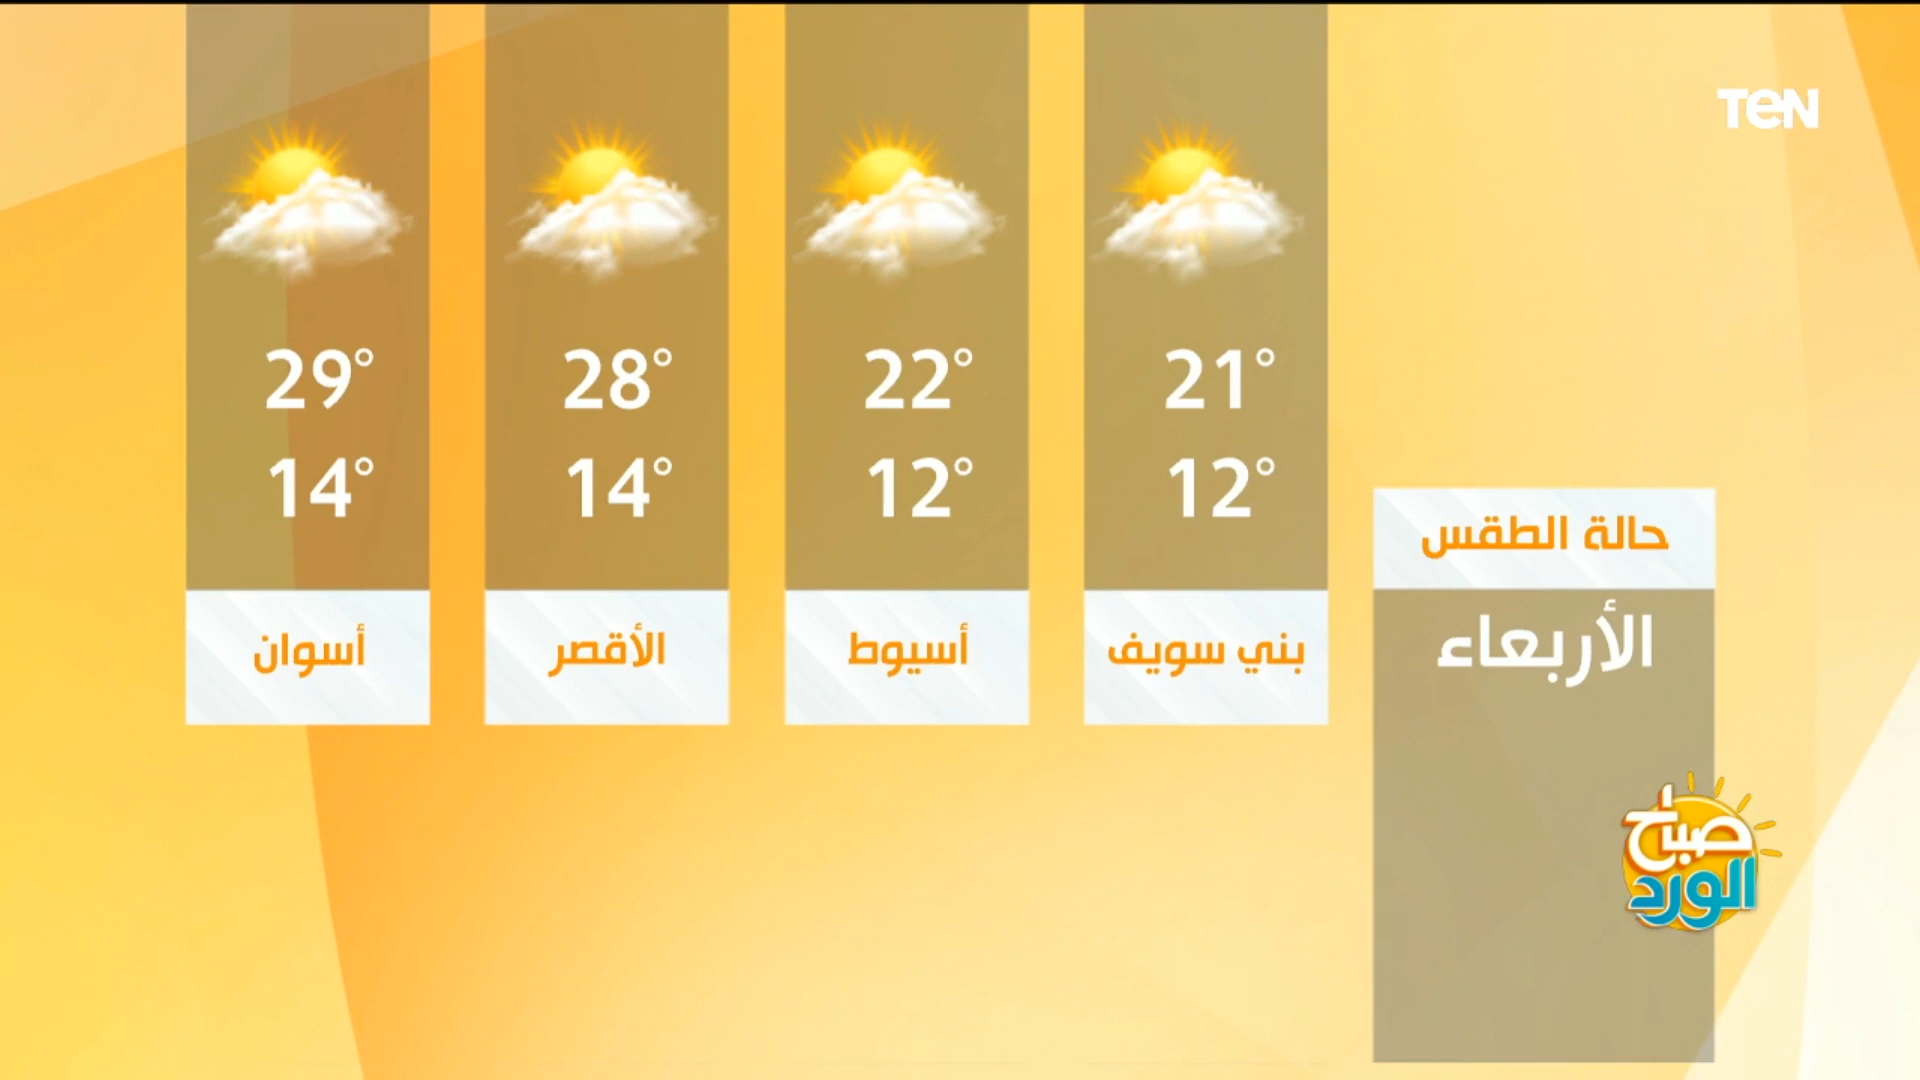 TEN
حالة الطقس
الأربعاء
21°
12°
بني سويف
22°
12°
أسيوط
28°
14°
الأقصر
29°
14°
أسوان
صباح
الورد